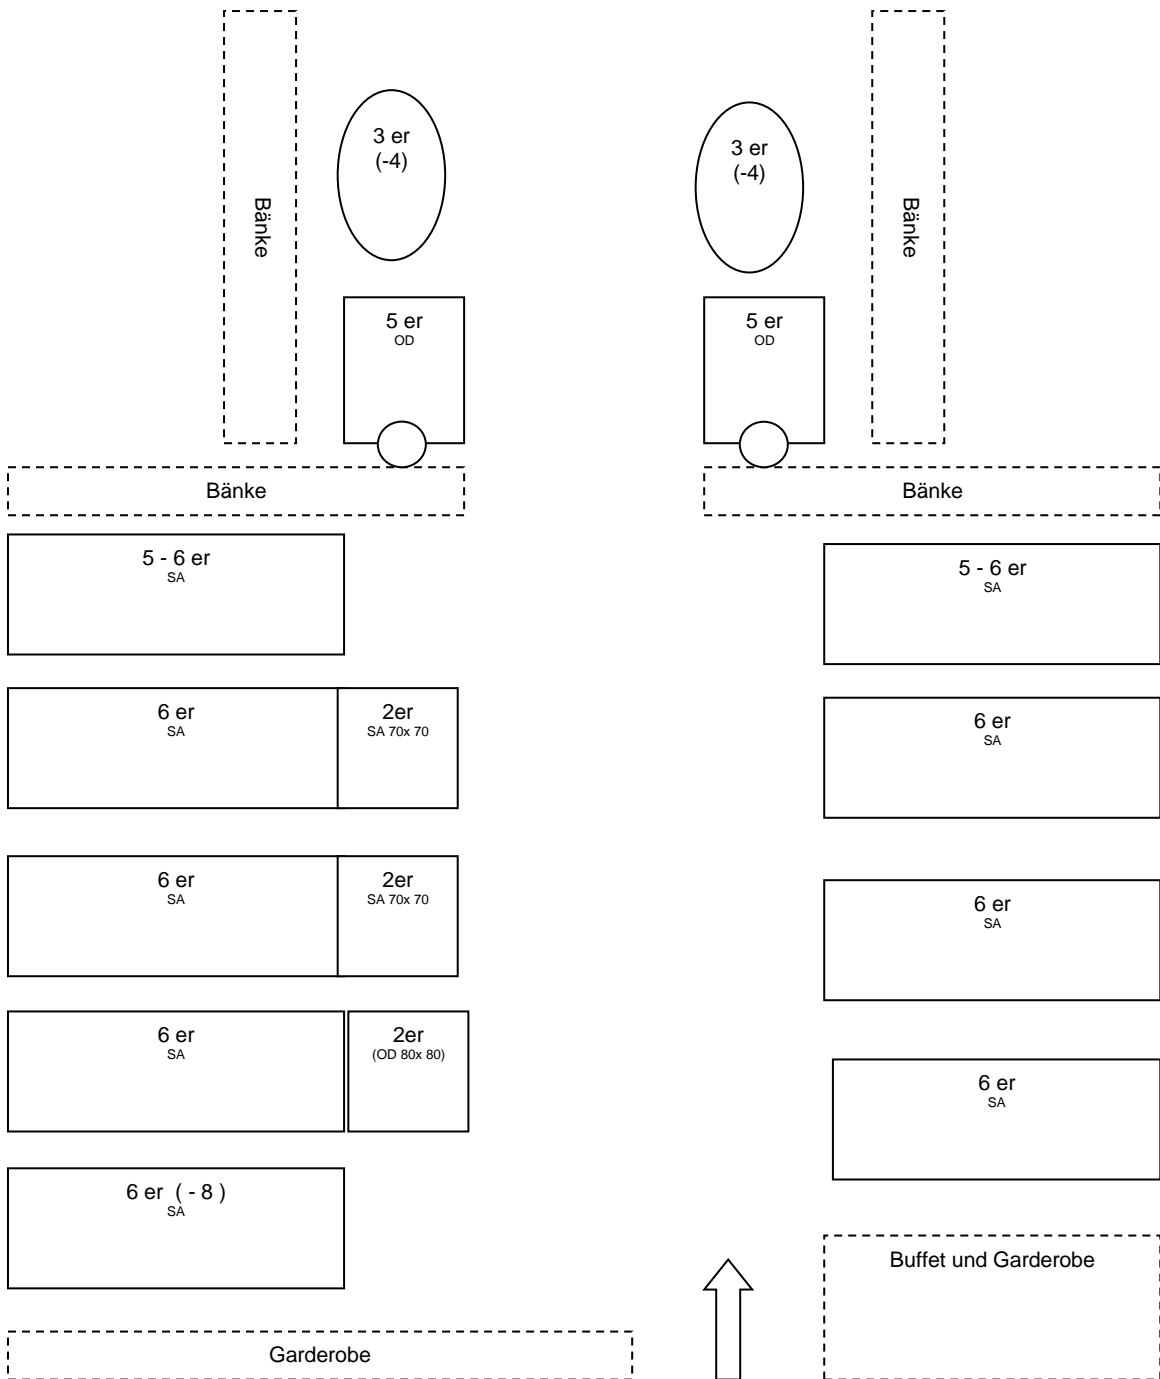 3 er
(-4)
3 er
(-4)
Bänke
Bänke
5 er
OD
5 er
OD
Bänke
Bänke
5 - 6 er
SA
5 - 6 er
SA
6 er
SA
2er
SA 70x 70
6 er
SA
6 er
SA
2er
SA 70x 70
6 er
SA
6 er
SA
2er
(OD 80x 80)
6 er
SA
6 er ( - 8 )
SA
Buffet und Garderobe
Garderobe